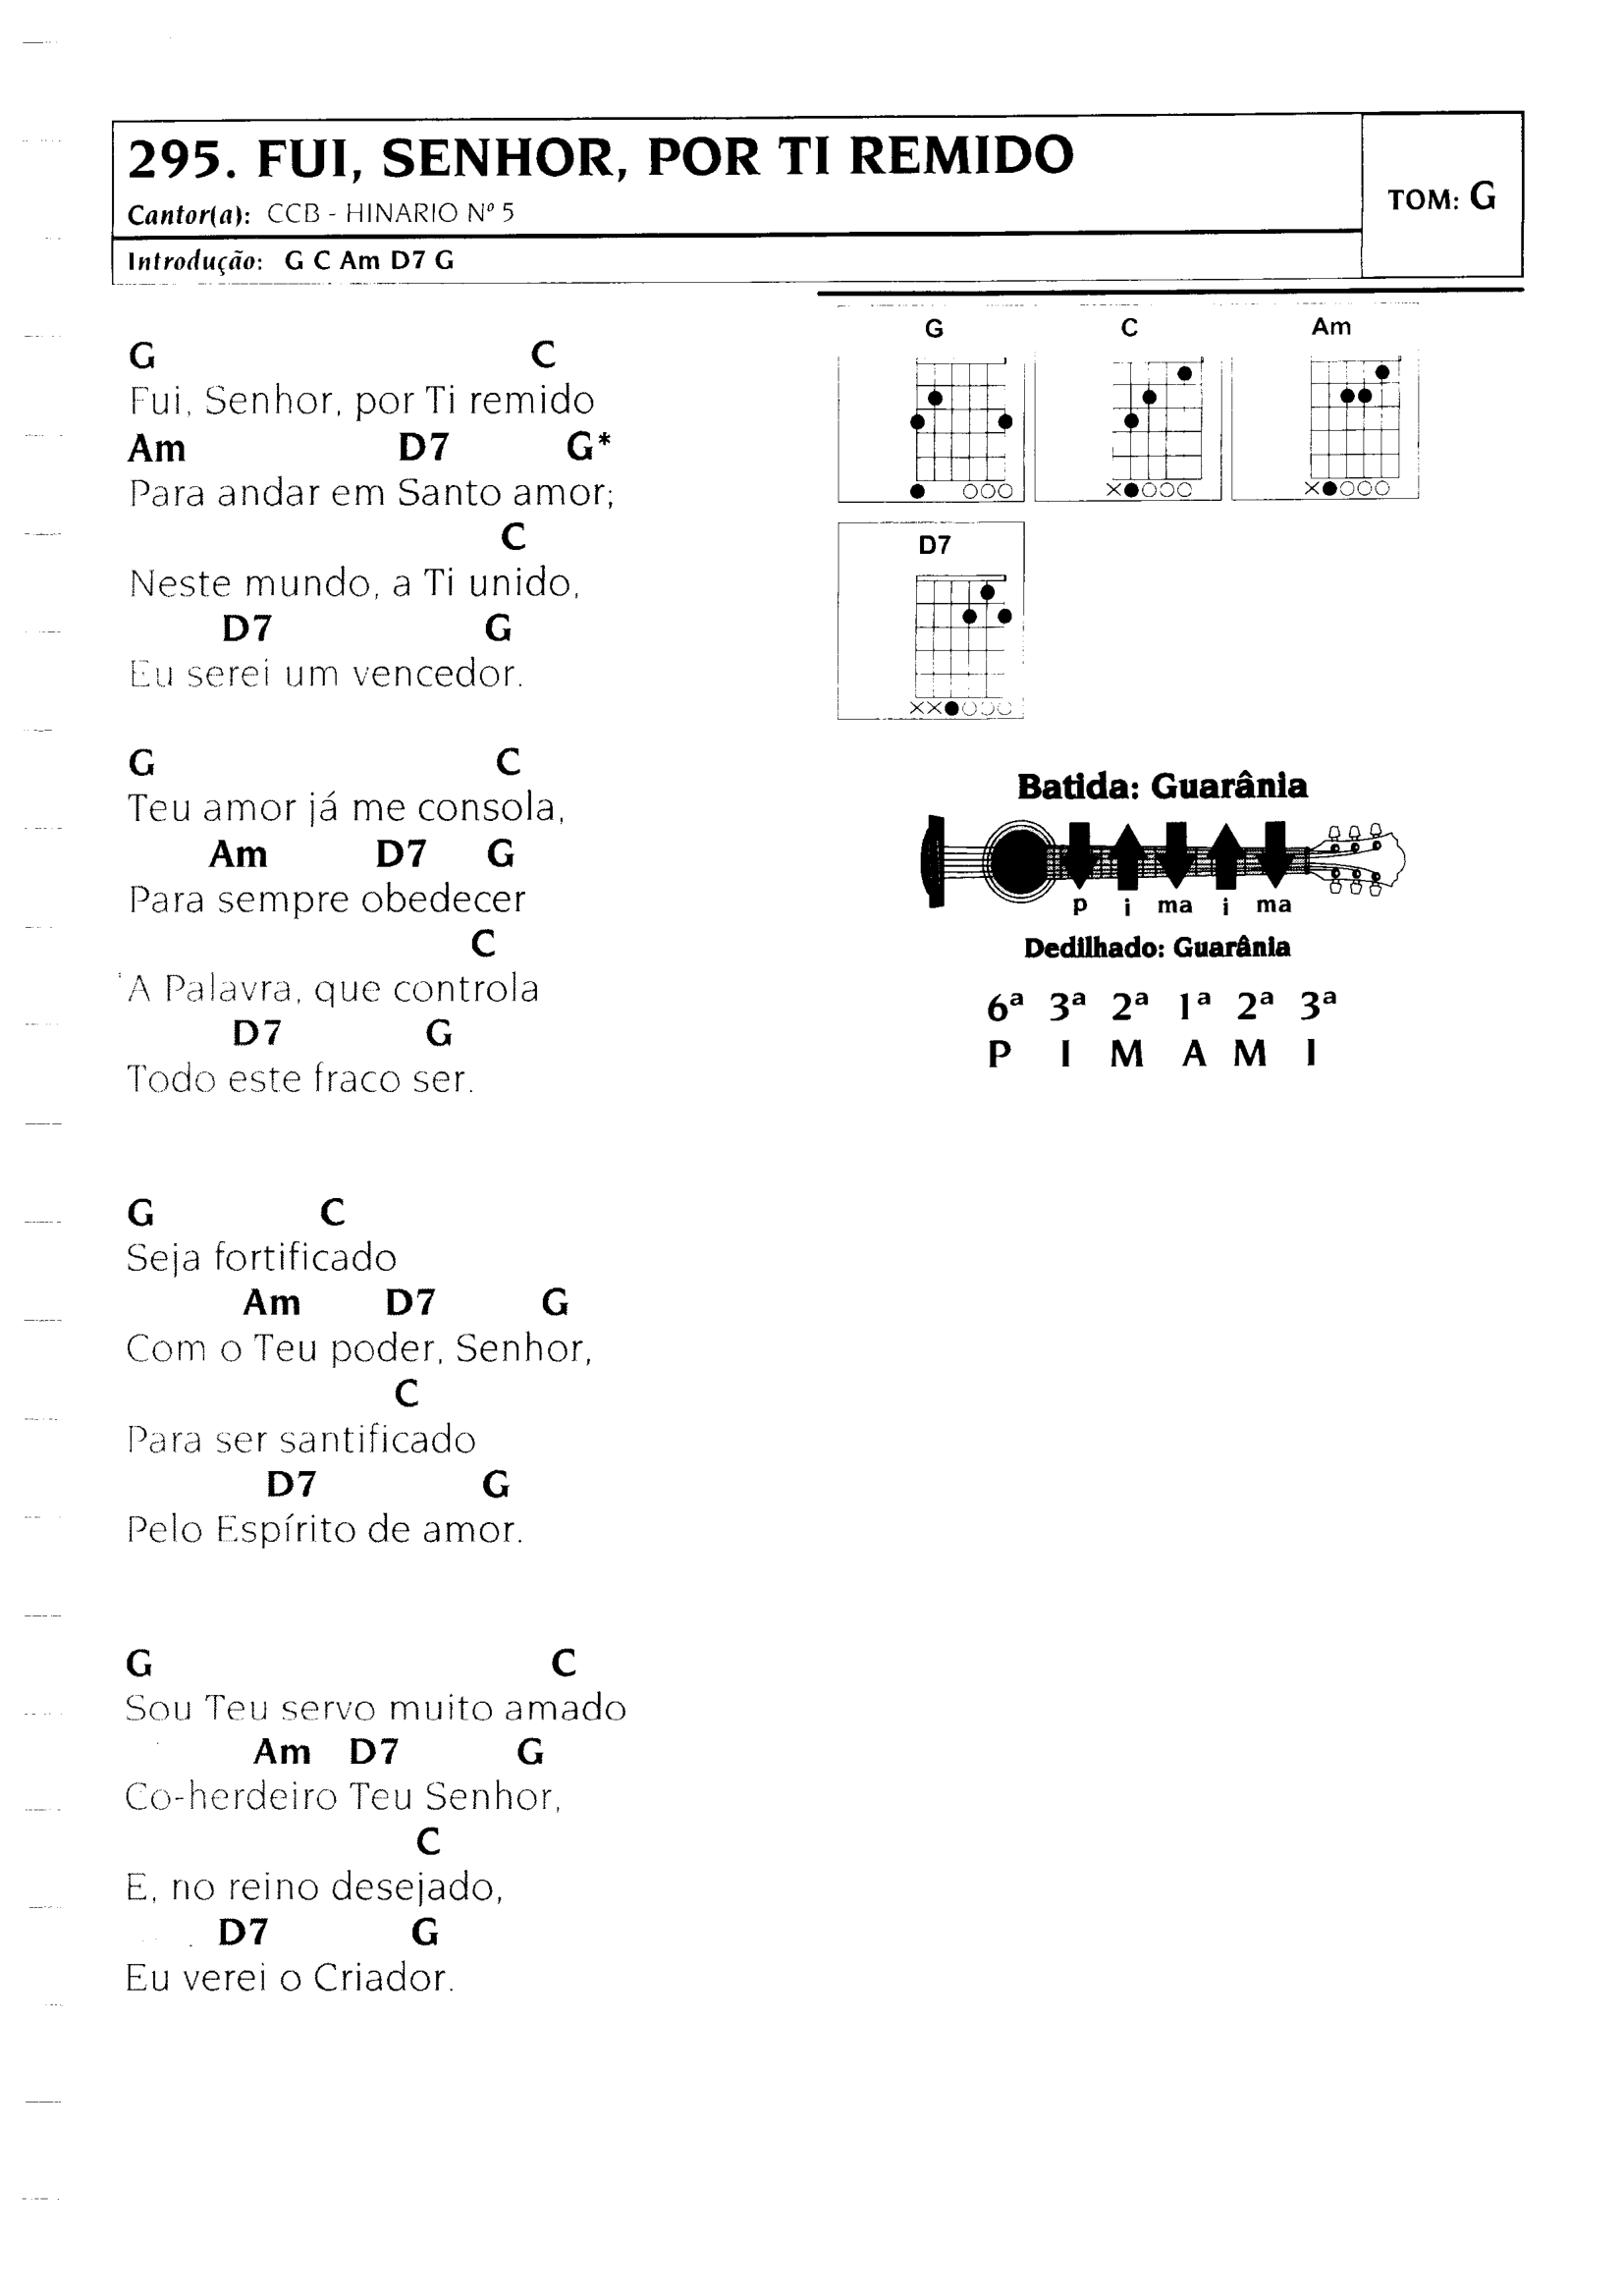 295. FUI, SENHOR, POR TI REMIDO
Cantor(a): CCB - HINARIO Nº 5
TOM: G
Introdução: G C Am D7 G
G C
Fui, Senhor, por Ti remido
Am D7 G*
Para andar em Santo amor;
C
Neste mundo, a Ti unido,
D7 G
Eu serei um vencedor.
G C
Teu amor já me consola,
Am D7 G
Para sempre obedecer
C
'A Palavra, que controla
D7 G
Todo este fraco ser.
G C
Seja fortificado
Am D7 G
Com o Teu poder, Senhor,
C
Para ser santificado
D7 G
Pelo Espírito de amor.
G C
Sou Teu servo muito amado
Am D7 G
Co-herdeiro Teu Senhor,
C
E, no reino desejado,
D7 G
Eu verei o Criador.
G C Am
D7
Batida: Guarânia
p i ma i ma
Dedilhado: Guarânia
6ª 3ª 2ª 1ª 2ª 3ª
P I M A M I